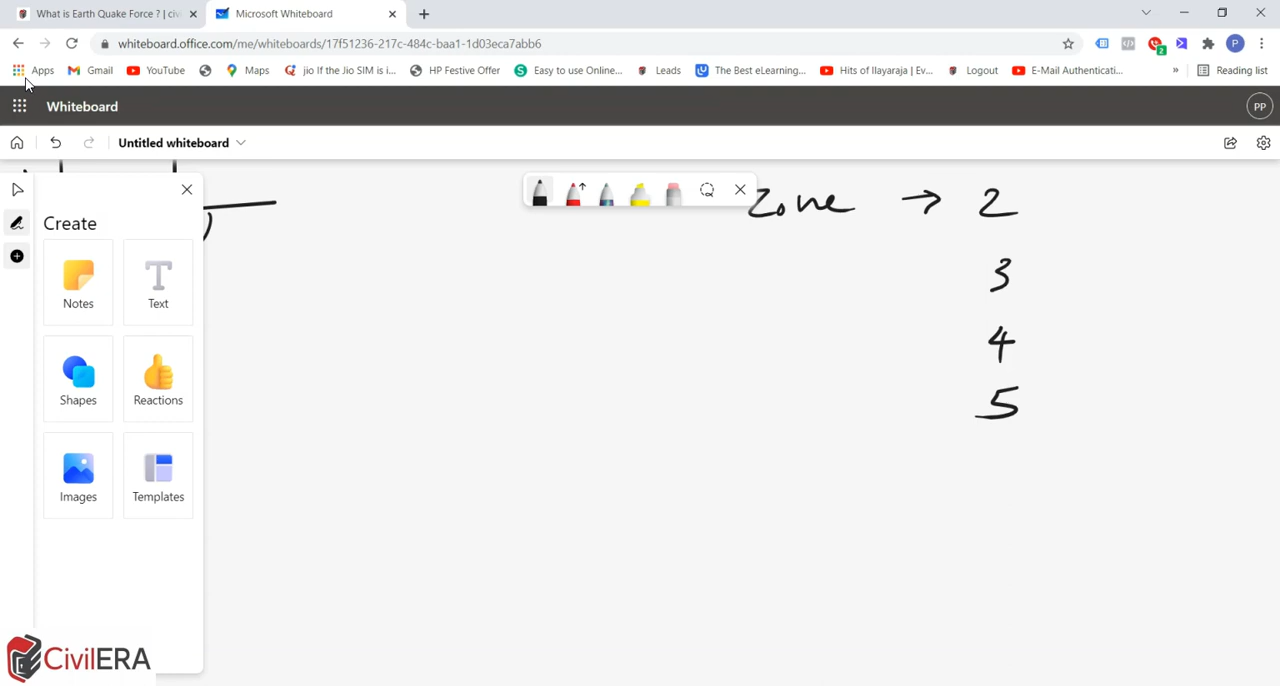 What is Earth Quake Force ? | civ
Microsoft Whiteboard
whiteboard.office.com/me/whiteboards/17f51236-217c-484c-baa1-1d03eca7abb6
2
P
Apps
Gmail
YouTube
Maps
jio If the Jio SIM is i...
HP Festive Offer
Easy to use Online...
Leads
The Best eLearning...
Hits of Ilayaraja | Ev...
Logout
E-Mail Authenticati...
»
Reading list
Whiteboard
PP
Untitled whiteboard
Create
Notes
Text
Shapes
Reactions
Images
Templates
Zone → 2
3
4
5
CivilERA